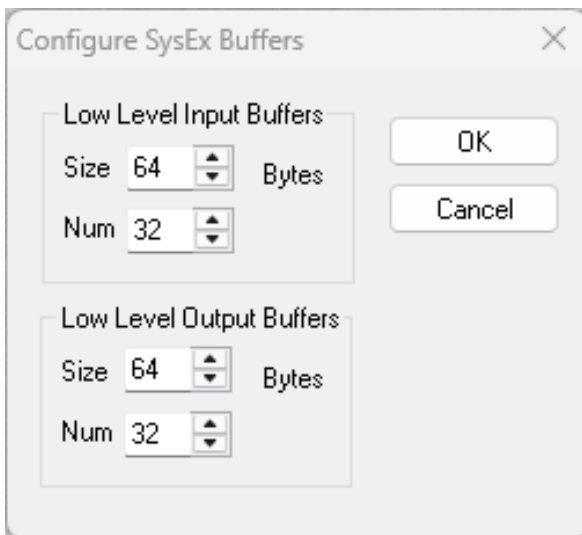 Configure SysEx Buffers
Low Level Input Buffers
Size 64 Bytes
Num 32
OK
Cancel
Low Level Output Buffers
Size 64 Bytes
Num 32